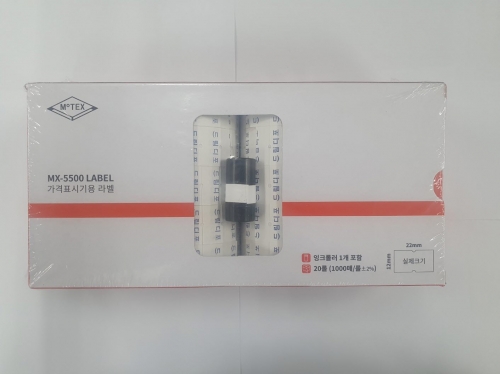 MOTEX
MX-5500 LABEL
가격표시기용 라벨
잉크롤러 1개 포함
20롤 (1000매/롤±2%)
22mm
12mm
실제크기